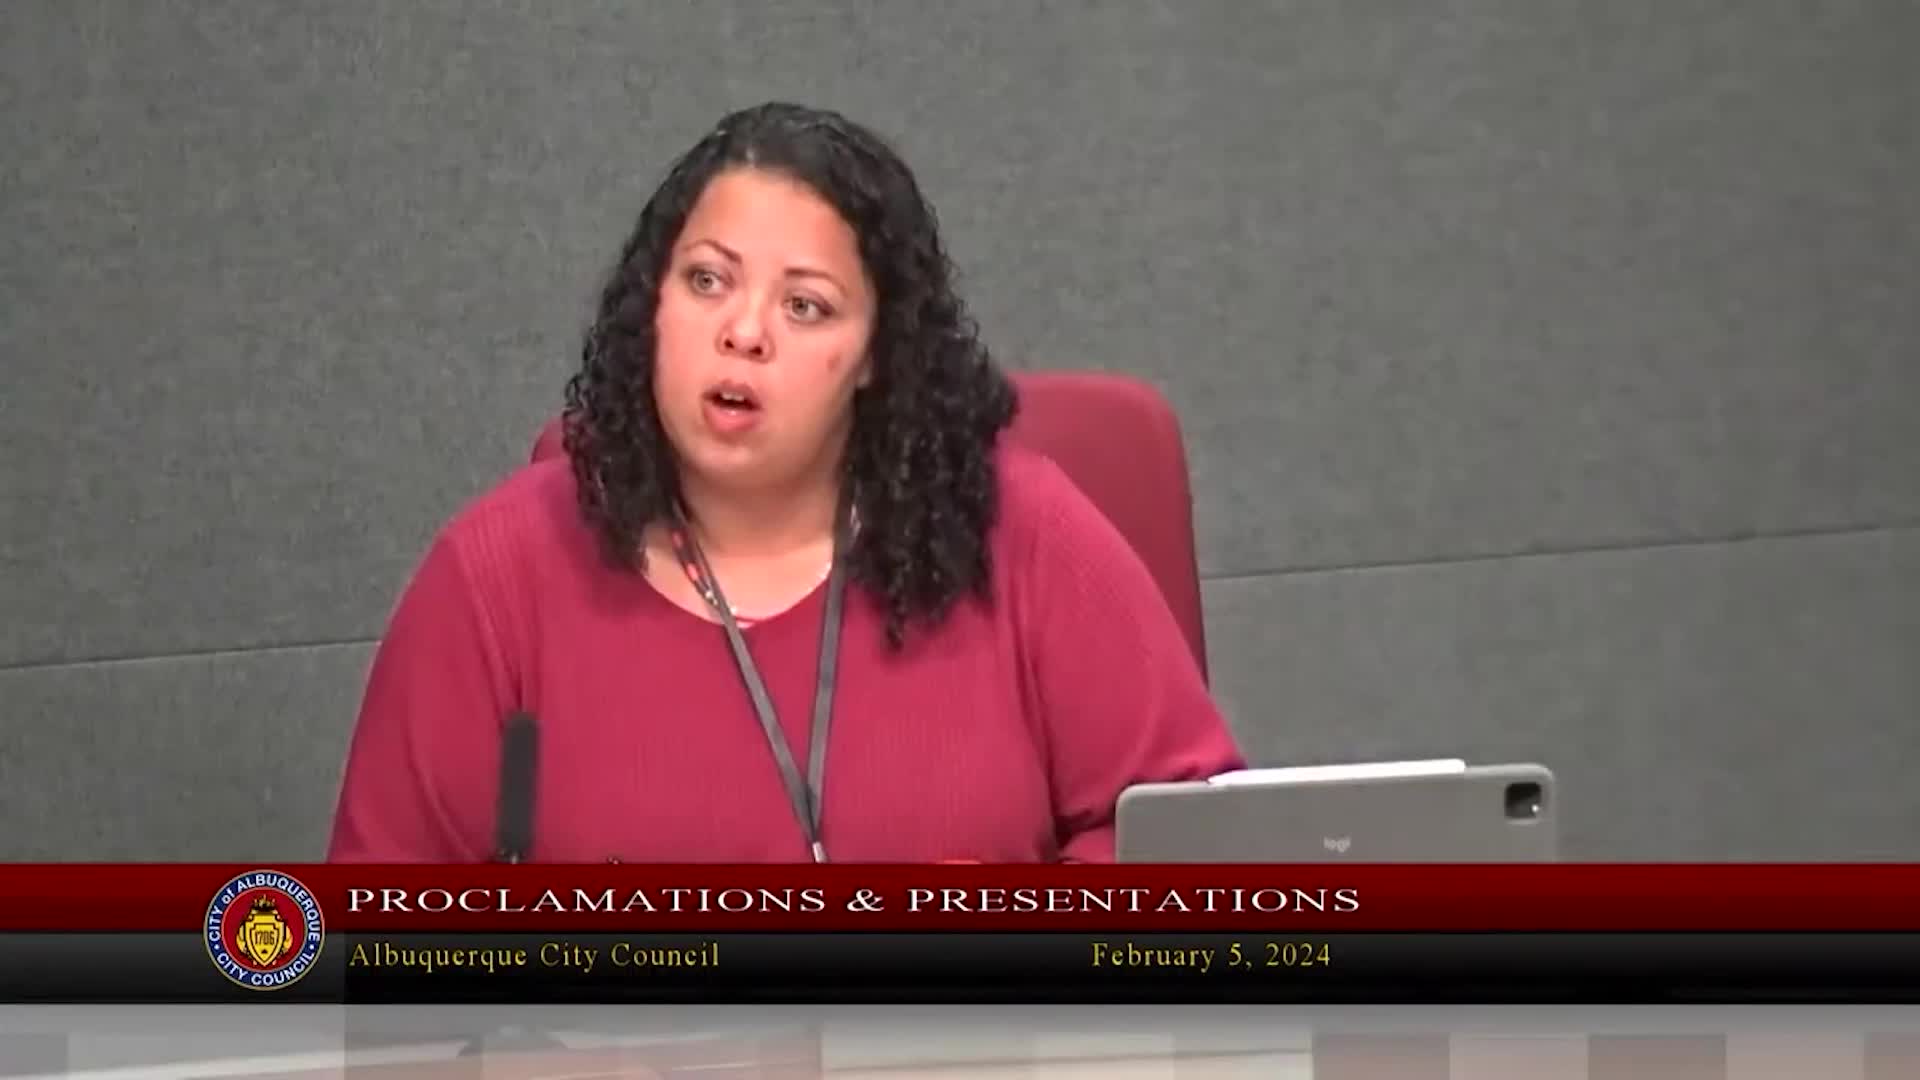 logi
PROCLAMATIONS & PRESENTATIONS
CITY of ALBUQUERQUE
1706
CITY COUNCIL
Albuquerque City Council
February 5, 2024